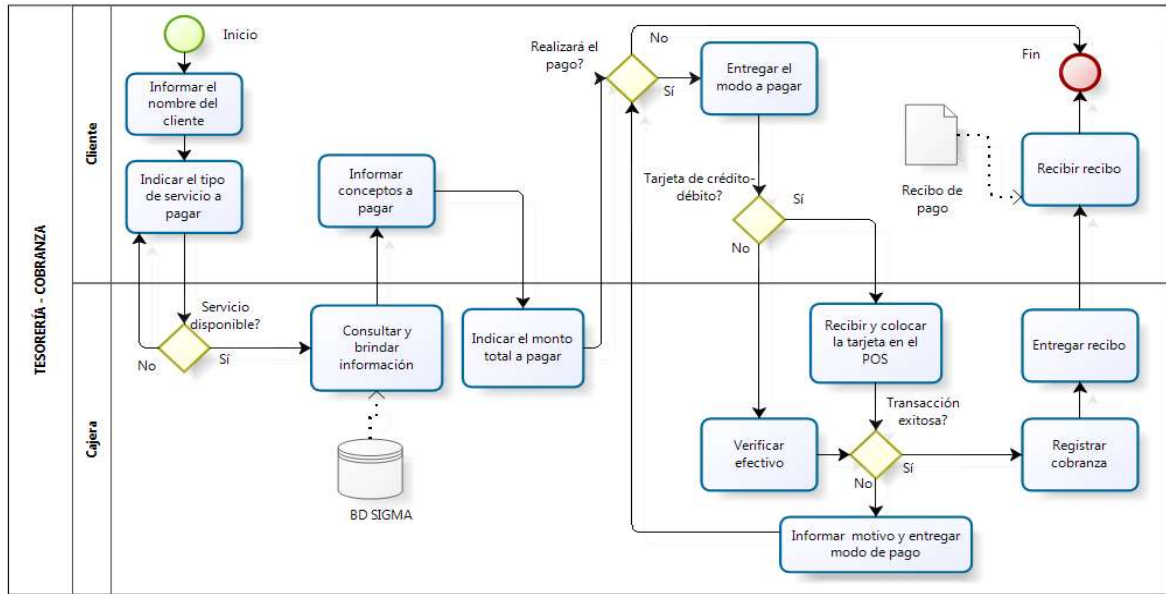 TESORERÍA - COBRANZA
Cliente
Inicio
Informar el
nombre del
cliente
Indicar el tipo
de servicio a
pagar
Informar
conceptos a
pagar
Realizará el
pago?
No
Sí
Entregar el
modo a pagar
Tarjeta de crédito-
débito?
Sí
No
Fin
Recibo de
pago
Recibir recibo
Cajera
Servicio
disponible?
No
Sí
Consultar y
brindar
información
BD SIGMA
Indicar el monto
total a pagar
Recibir y colocar
la tarjeta en el
POS
Verificar
efectivo
Transacción
exitosa?
Sí
No
Informar motivo y entregar
modo de pago
Registrar
cobranza
Entregar recibo